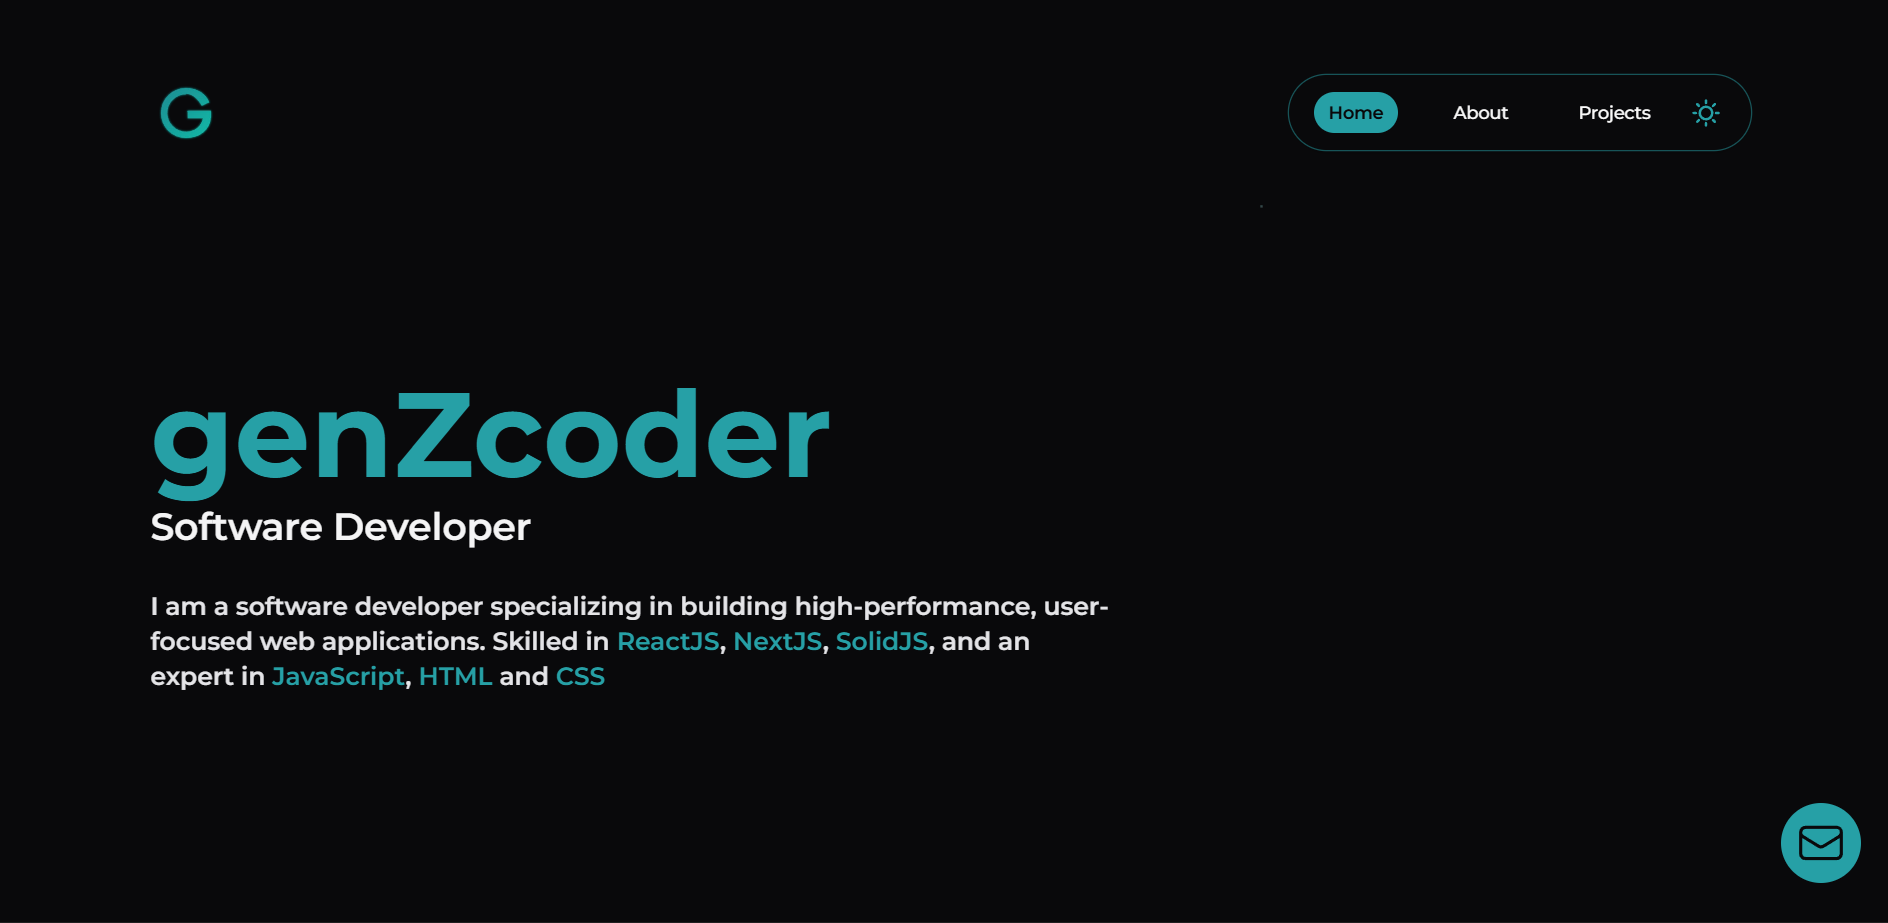 G
Home About Projects
genZcoder
Software Developer
I am a software developer specializing in building high-performance, user-
focused web applications. Skilled in ReactJS, NextJS, SolidJS, and an
expert in JavaScript, HTML and CSS